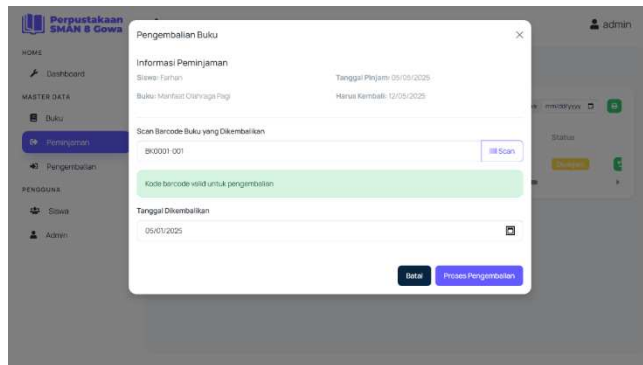 Perpustakaan
SMAN 8 Gowa
admin
HOME
Dashboard
MASTER DATA
Buku
Peminjaman
Pengembalian
PENGGUNA
Siswa
Admin
Pengembalian Buku
Informasi Peminjaman
Siswa: Farhan
Tanggal Pinjam: 05/05/2025
Buku: Manfaat Olahraga Pagi
Harus Kembali: 12/05/2025
Scan Barcode Buku yang Dikembalikan
BK0001-001
Scan
Kode barcode valid untuk pengembalian
Tanggal Dikembalikan
05/01/2025
Batal
Proses Pengembalian
mm/dd/yyyy
Status